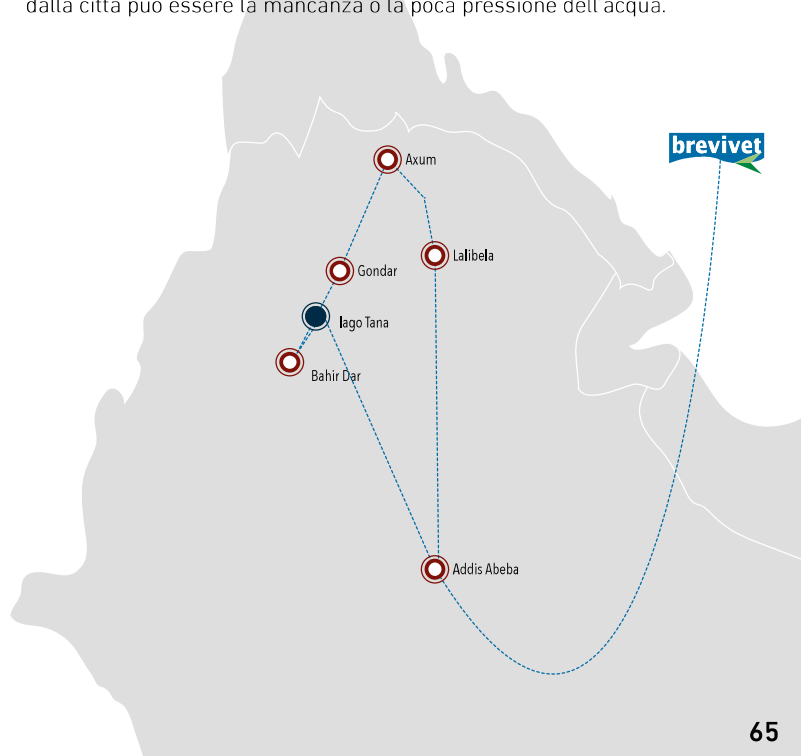 dalla città può essere la mancanza o la poca pressione dell'acqua.
brevivet
Axum
Lalibela
Gondar
lago Tana
Bahir Dar
Addis Abeba
65